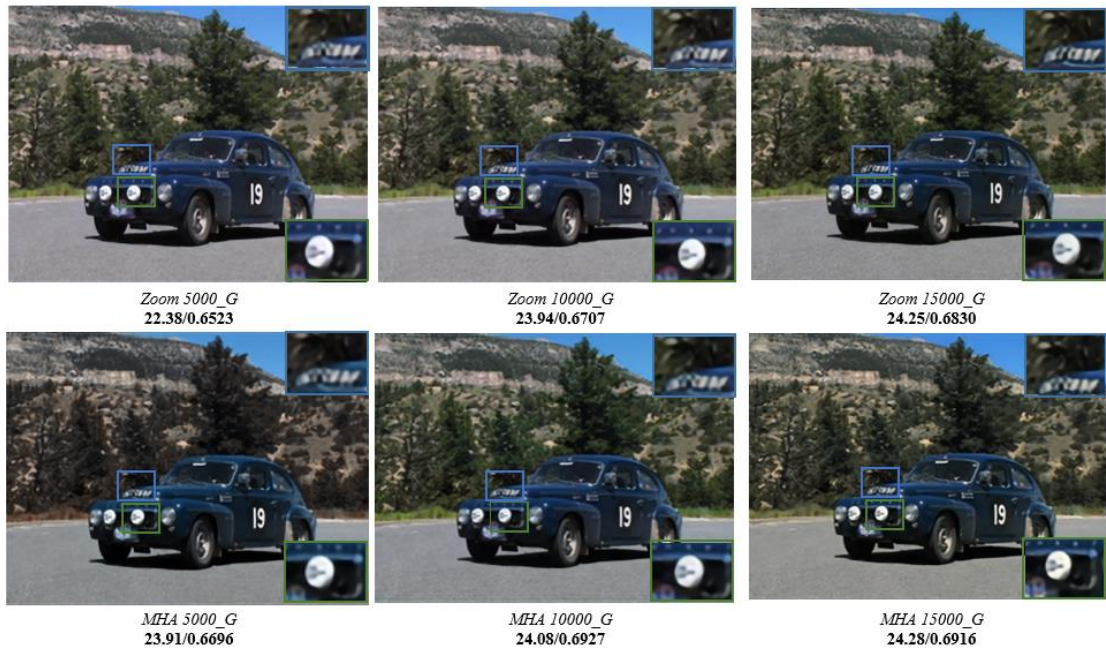 19
19
19
Zoom 5000_G
Zoom 10000_G
Zoom 15000_G
22.38/0.6523
23.94/0.6707
24.25/0.6830
19
19
19
MHA 5000_G
MHA 10000_G
MHA 15000_G
23.91/0.6696
24.08/0.6927
24.28/0.6916